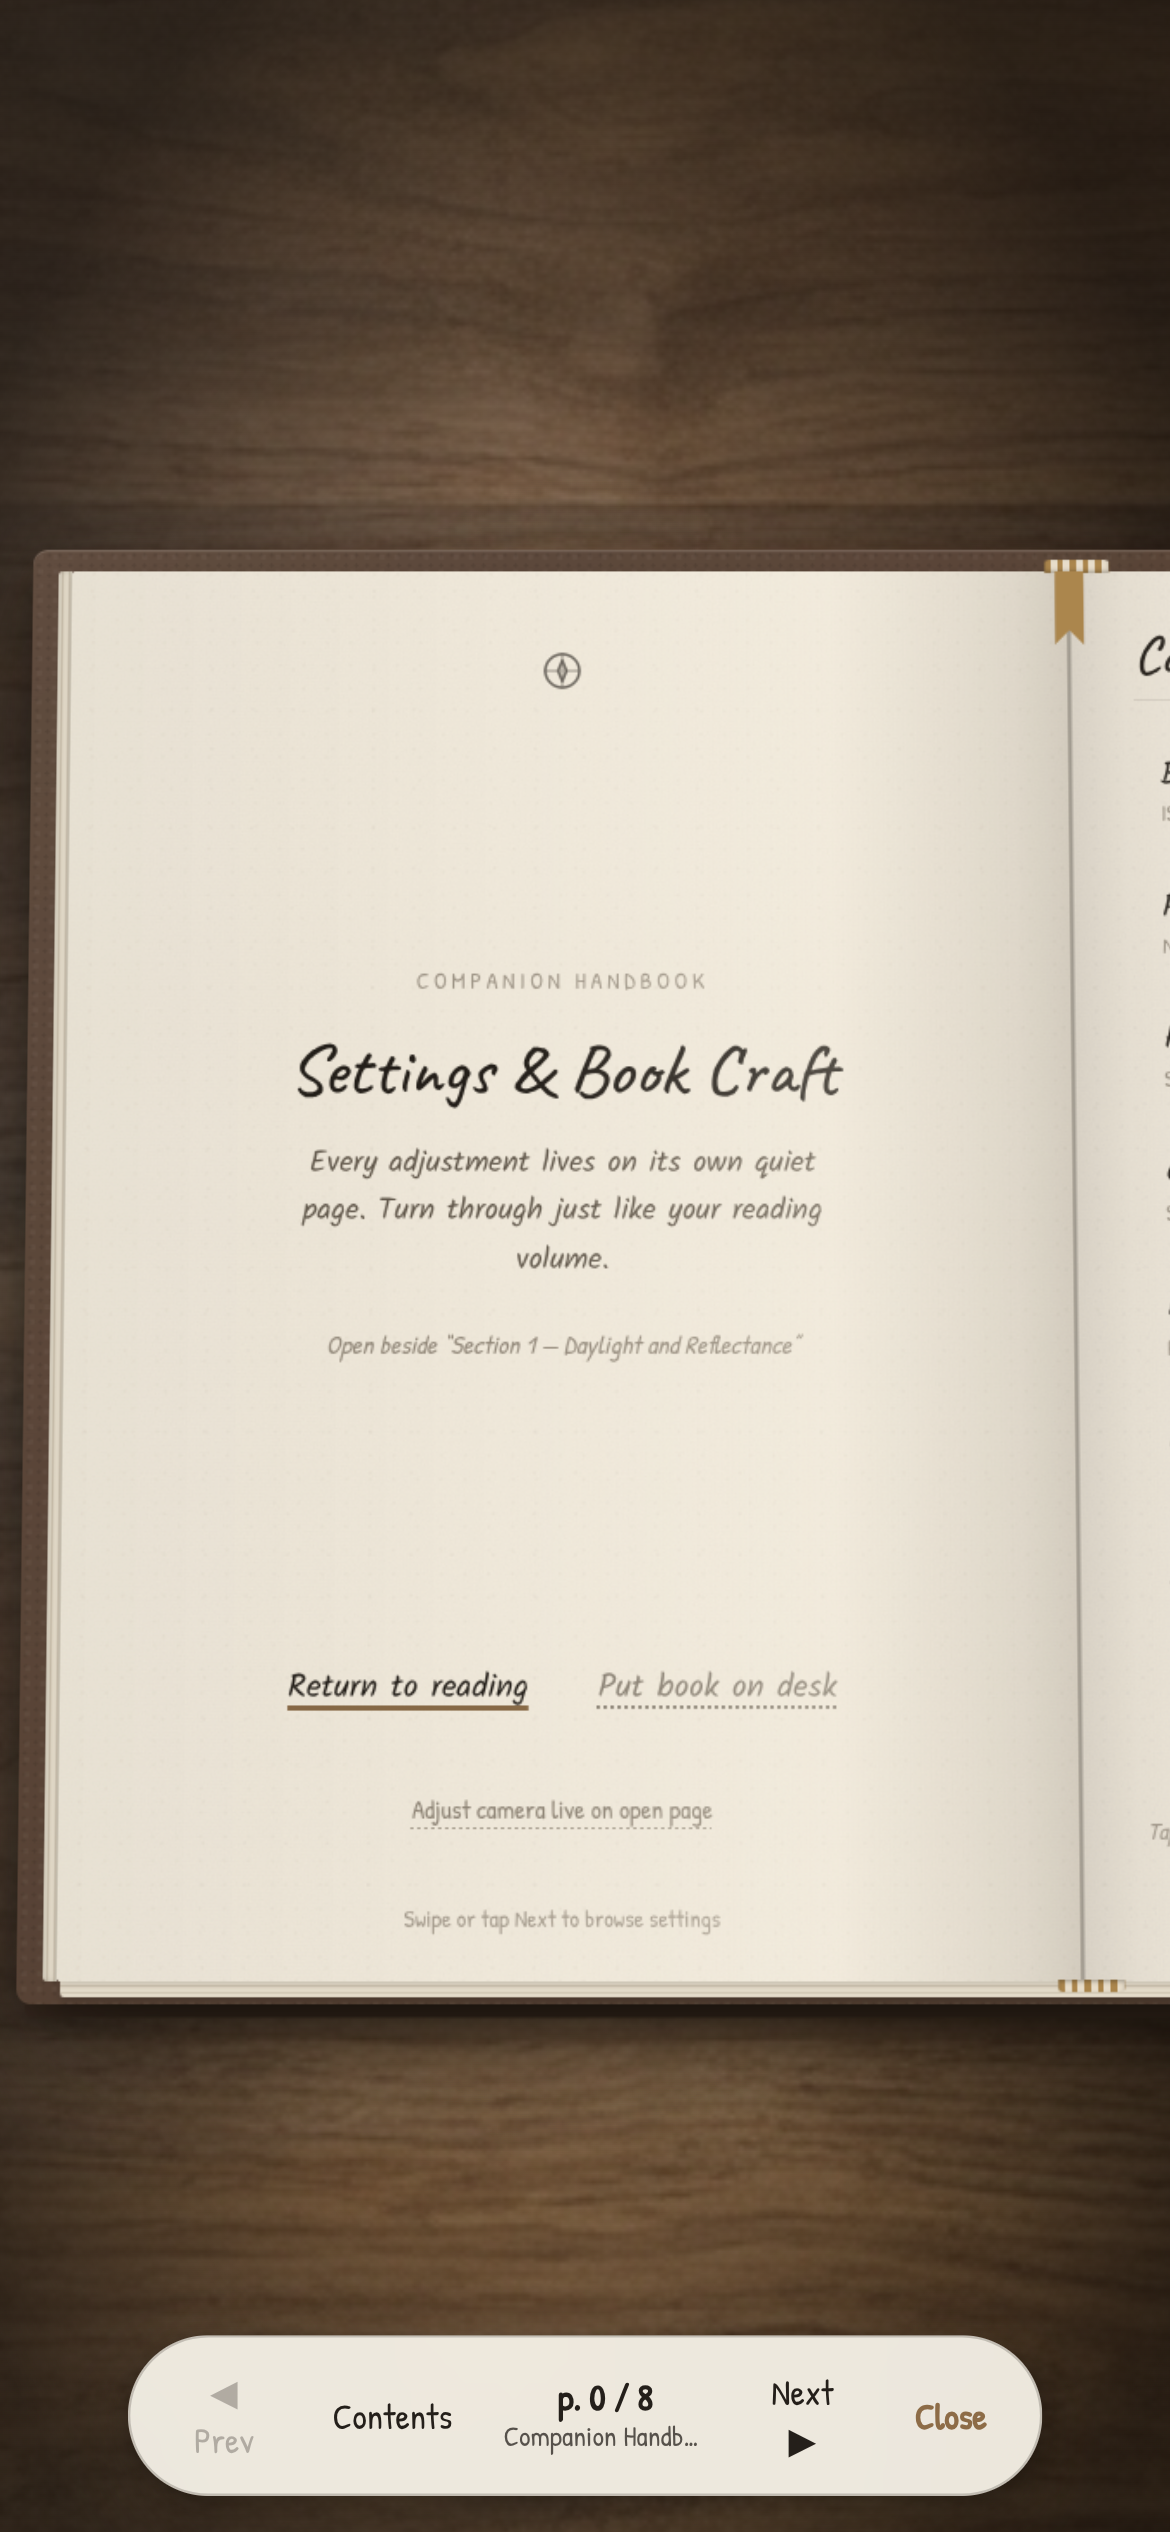 COMPANION HANDBOOK
Settings & Book Craft
Every adjustment lives on its own quiet
page. Turn through just like your reading
volume.
Open beside "Section 1 — Daylight and Reflectance"
Return to reading
Put book on desk
Adjust camera live on open page
Swipe or tap Next to browse settings
Prev
Contents
p. 0 / 8
Companion Handb...
Next
Close